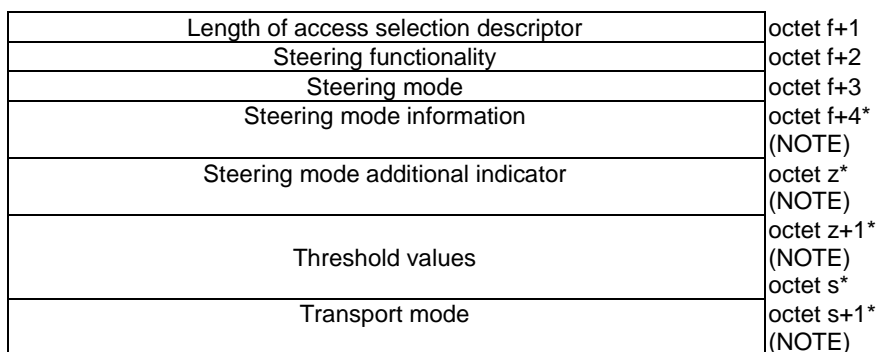 Length of access selection descriptor octet f+1
Steering functionality octet f+2
Steering mode octet f+3
Steering mode information octet f+4*
(NOTE)
Steering mode additional indicator octet z*
(NOTE)
octet z+1*
Threshold values (NOTE)
octet s*
Transport mode octet s+1*
(NOTE)